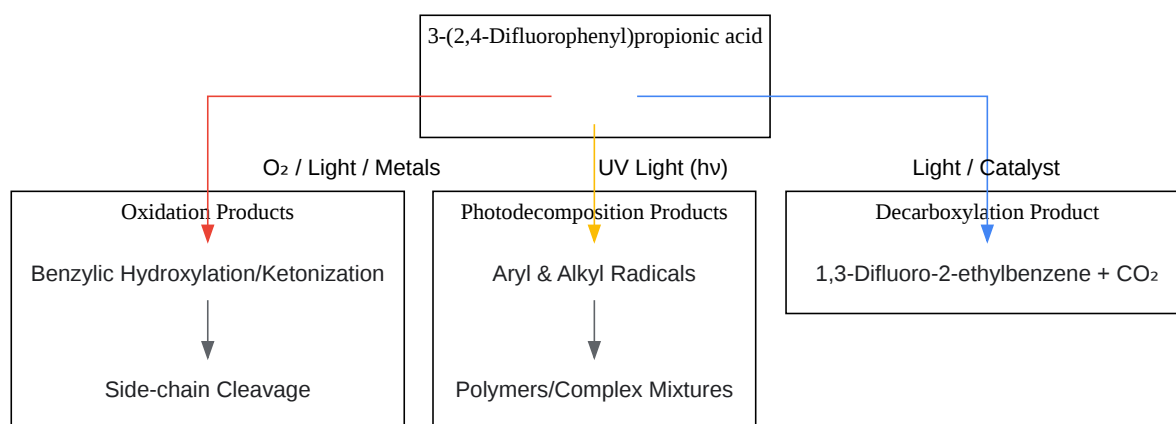 3-(2,4-Difluorophenyl)propionic acid
O₂ / Light / Metals
UV Light (hν)
Light / Catalyst
Oxidation Products
Photodecomposition Products
Decarboxylation Product
Benzylic Hydroxylation/Ketonization
Aryl & Alkyl Radicals
1,3-Difluoro-2-ethylbenzene + CO₂
Side-chain Cleavage
Polymers/Complex Mixtures